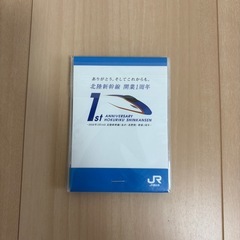 ありがとう。そしてこれからも。
北陸新幹線 開業1周年
1st
ANNIVERSARY
HOKURIKU SHINKANSEN
JR